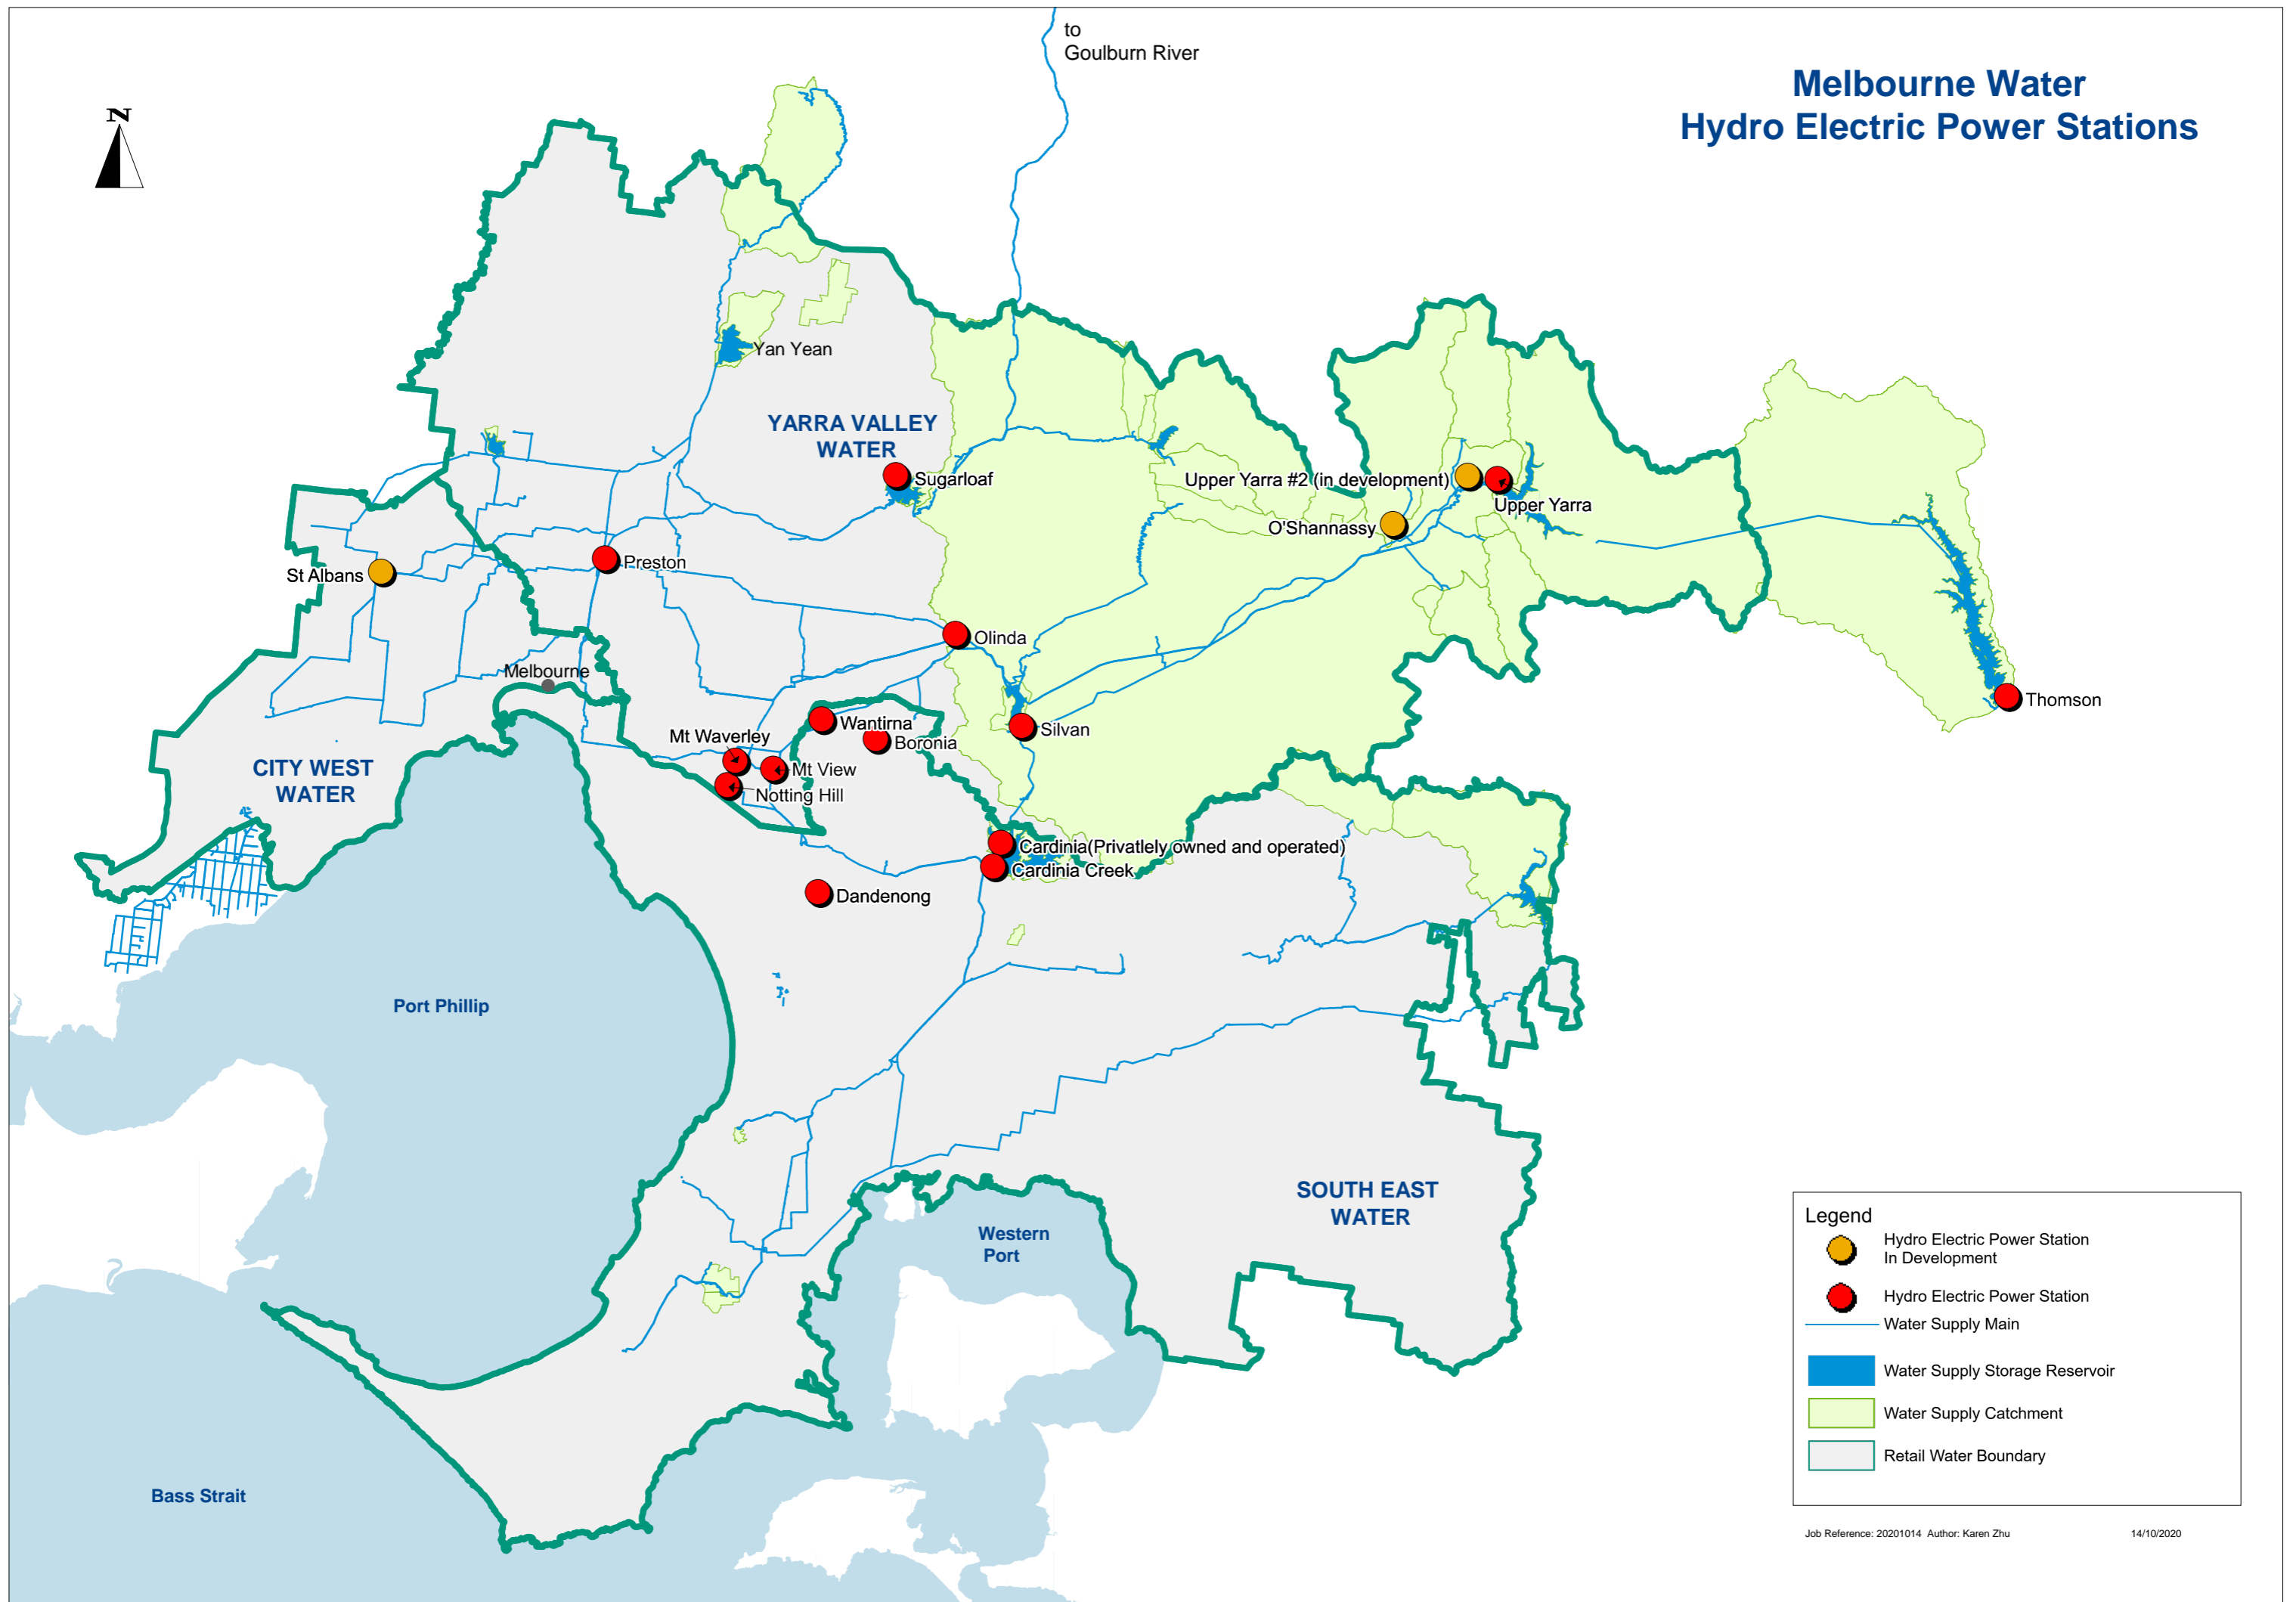 to
Goulburn River
Melbourne Water
Hydro Electric Power Stations
N
Yan Yean
YARRA VALLEY
WATER
Sugarloaf
Upper Yarra #2 (in development)
Upper Yarra
O'Shannassy
Preston
St Albans
Olinda
Melbourne
Thomson
Wantirna
Silvan
Mt Waverley
Boronia
CITY WEST
WATER
Mt View
Notting Hill
Cardinia(Privatlely owned and operated)
Cardinia Creek
Dandenong
Port Phillip
SOUTH EAST
WATER
Western
Port
Bass Strait
Legend
Hydro Electric Power Station
In Development
Hydro Electric Power Station
Water Supply Main
Water Supply Storage Reservoir
Water Supply Catchment
Retail Water Boundary
Job Reference: 20201014 Author: Karen Zhu 14/10/2020